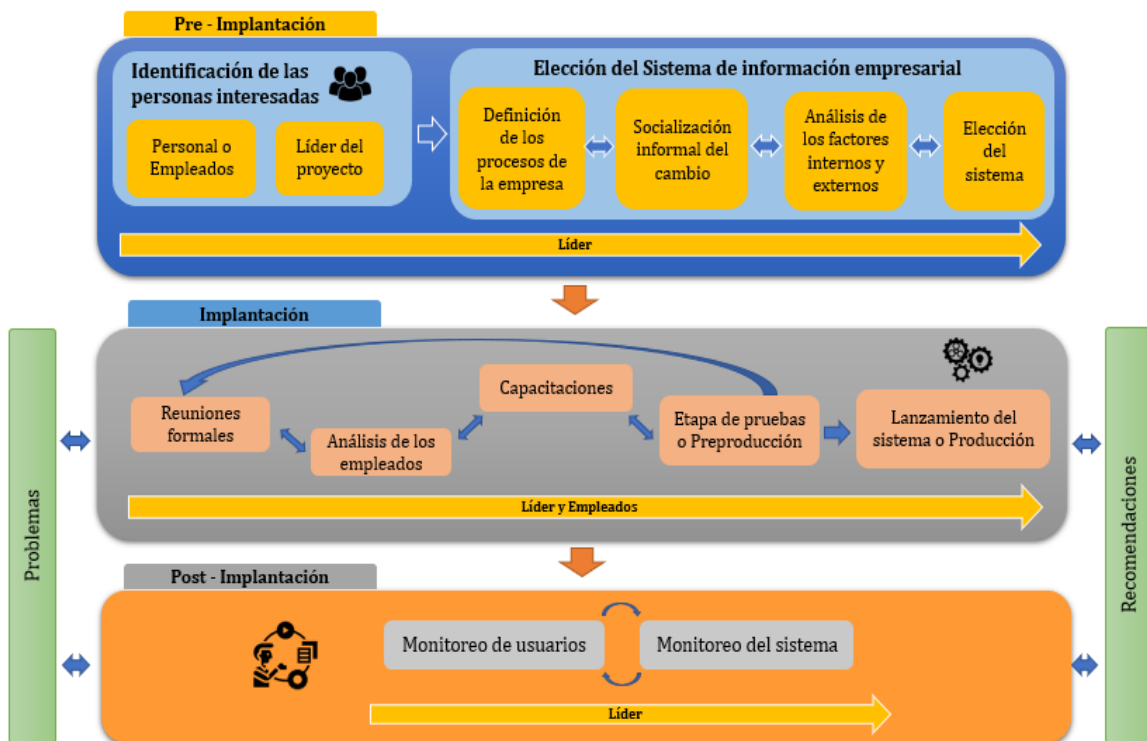 Pre - Implantación
Identificación de las
personas interesadas
Personal o
Empleados
Líder del
proyecto
Elección del Sistema de información empresarial
Definición
de los
procesos de
la empresa
Socialización
informal del
cambio
Análisis de
los factores
internos y
externos
Elección
del
sistema
Líder
Implantación
Reuniones
formales
Análisis de los
empleados
Capacitaciones
Etapa de pruebas
o Preproducción
Lanzamiento del
sistema o Producción
Líder y Empleados
Problemas
Recomendaciones
Post - Implantación
Monitoreo de usuarios
Monitoreo del sistema
Líder